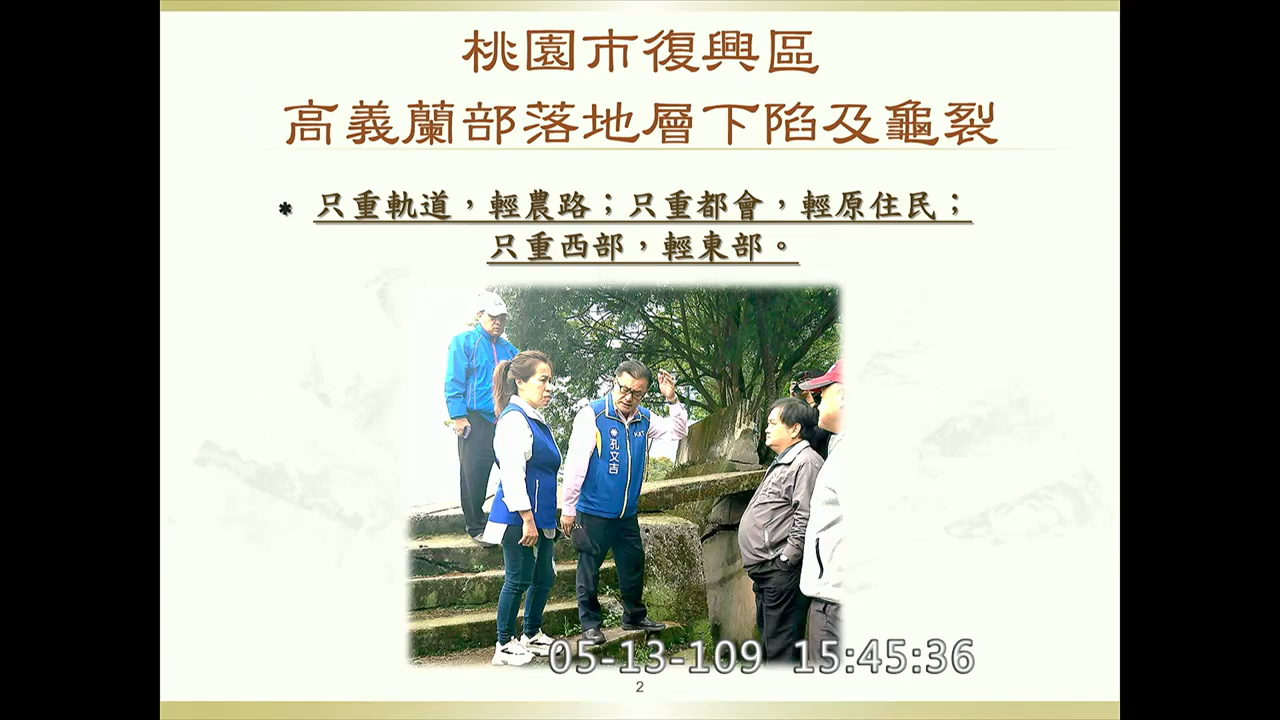 桃園市復興區
高義蘭部落地層下陷及龜裂
* 只重軌道，輕農路；只重都會，輕原住民；
只重西部，輕東部。
孔文吉
KMT
05-13-109 15:45:36
2